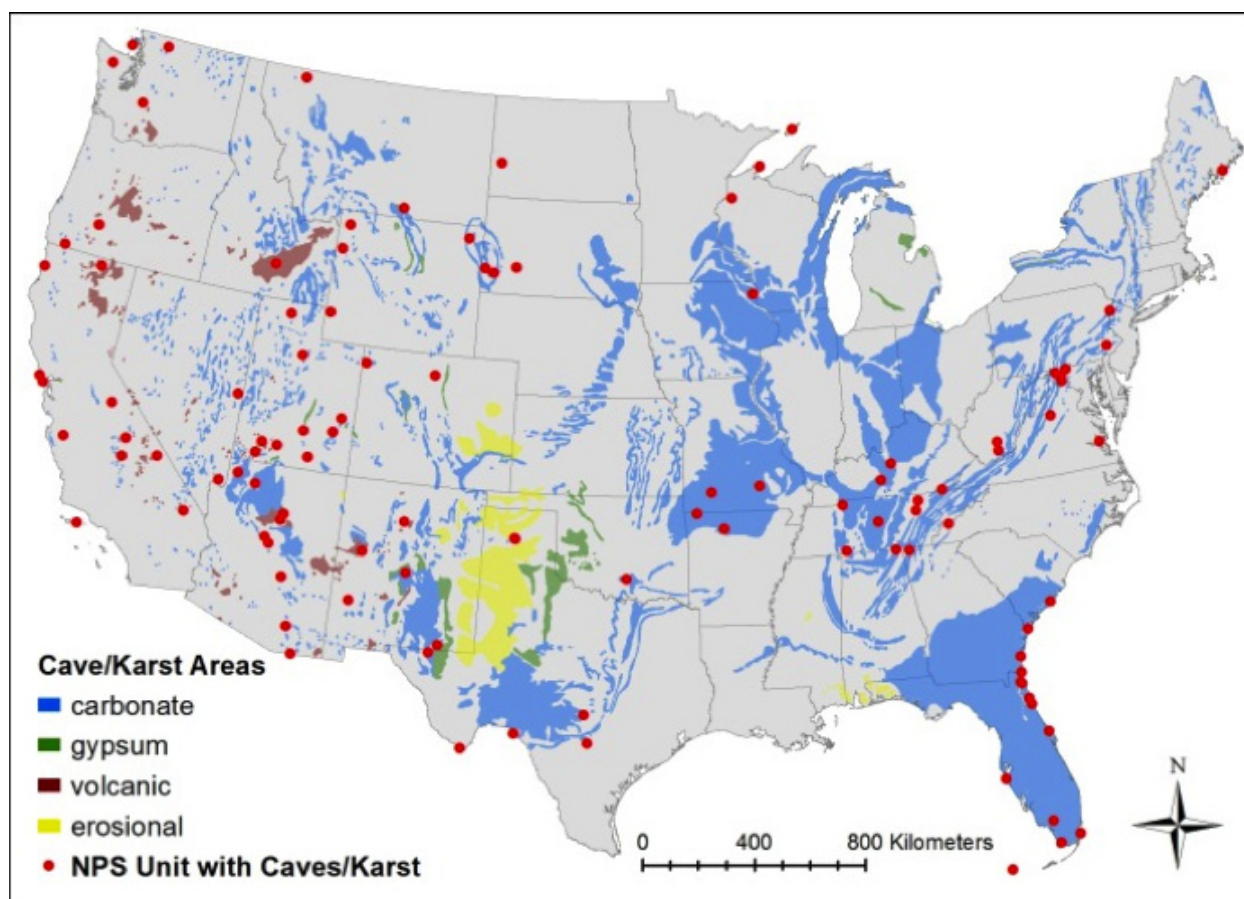 Cave/Karst Areas
carbonate
gypsum
volcanic
erosional
NPS Unit with Caves/Karst
0 400 800 Kilometers
N